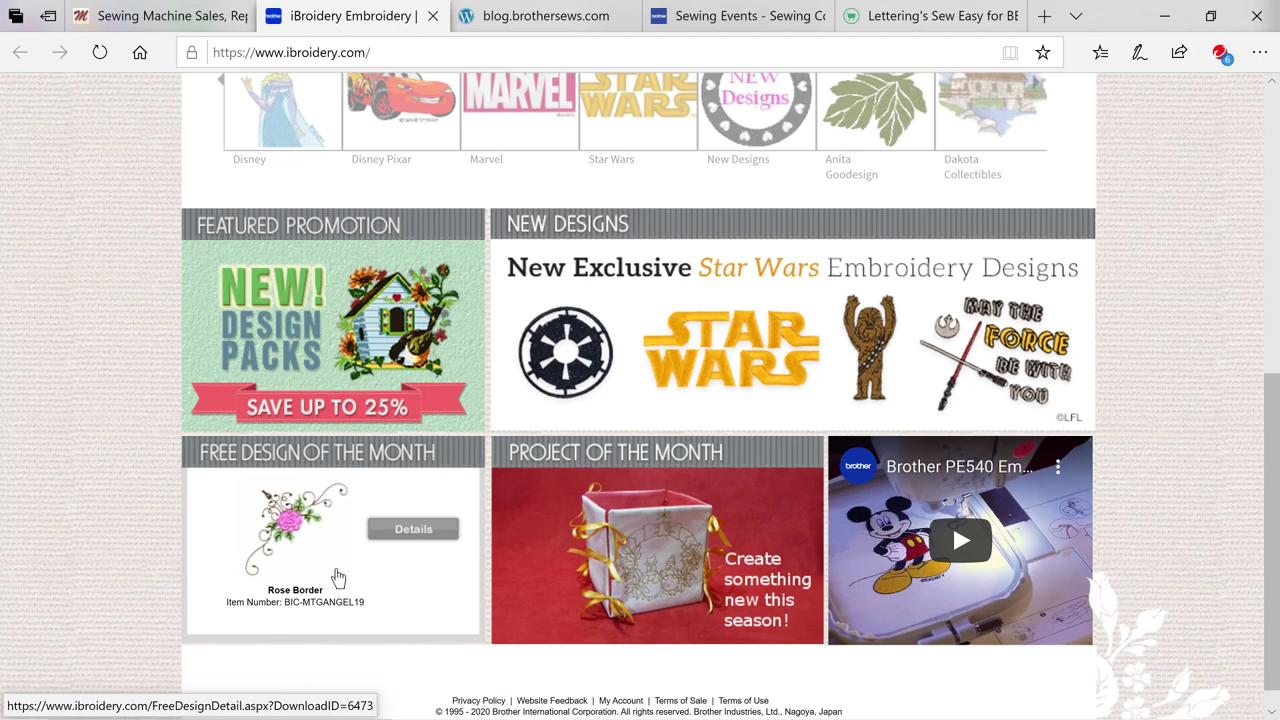 Sewing Machine Sales, Rep
iBroidery Embroidery |
blog.brothersews.com
Sewing Events - Sewing Co
Lettering's Sew Far to BE
https://www.ibroidery.com/
6
MARVEL
STAR WARS
NEW
Designs
Disney
Disney Pixar
Marvel
Star Wars
New Designs
Anita
Goodesign
Dakota
Collectibles
FEATURED PROMOTION
NEW DESIGNS
NEW!
DESIGN
PACKS
SAVE UP TO 25%
New Exclusive Star Wars Embroidery Designs
STAR
WARS
MAY THE
FORCE
BE WITH
YOU
©LFL
FREE DESIGN OF THE MONTH
PROJECT OF THE MONTH
brother
Brother PE540 Em...
Details
Rose Border
Item Number: BIC-MTGANGEL19
Create
something
new this
season!
Privacy Policy | Website Feedback | My Account | Terms of Sale | Terms of Use
© 1995 - 2020 Brother International Corporation. All rights reserved. Brother Industries, Ltd., Nagoya, Japan
https://www.ibroidery.com/FreeDesignDetail.aspx?DownloadID=6473